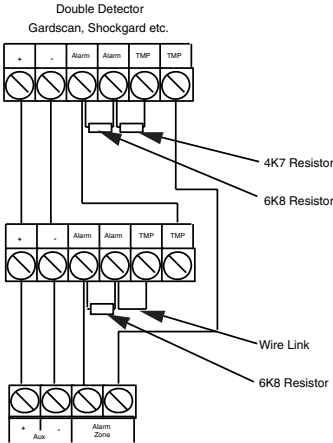 Double Detector
Gardscan, Shockgard etc.
+ - Alarm Alarm TMP TMP
4K7 Resistor
6K8 Resistor
+ - Alarm Alarm TMP TMP
Wire Link
6K8 Resistor
+ - Alarm
Aux Zone